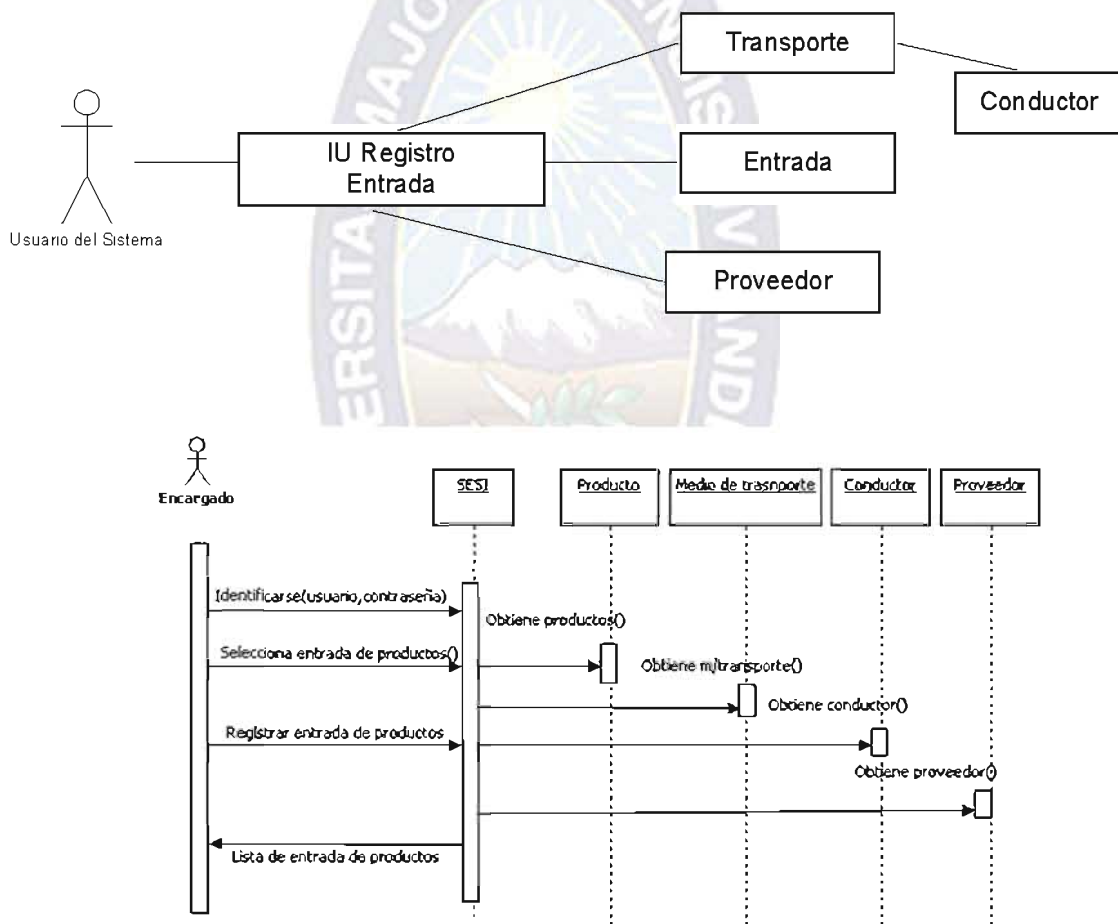 Transporte
Conductor
IU Registro
Entrada
Entrada
Usuario del Sistema
Proveedor
Encargado
SESI
Producto
Medio de trasnporte
Conductor
Proveedor
Identificarse(usuario,contraseña)
Obtiene productos()
Selecciona entrada de productos()
Obtiene m/transporte()
Obtiene conductor()
Registrar entrada de productos
Obtiene proveedor()
Lista de entrada de productos